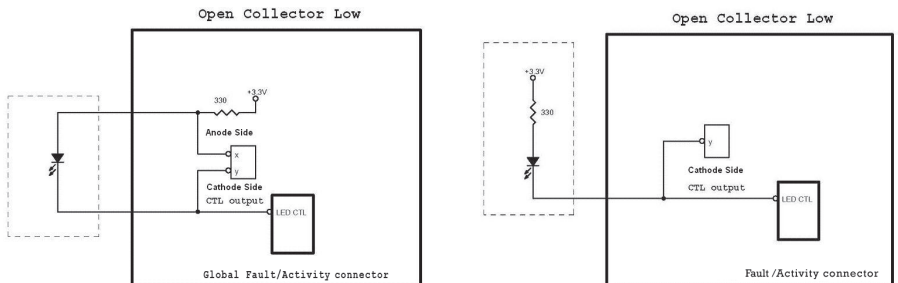 Open Collector Low
330
+3.3V
Anode Side
x
y
Cathode Side
CTL output
LED CTL
Global Fault/Activity connector
Open Collector Low
+3.3V
330
y
Cathode Side
CTL output
LED CTL
Fault /Activity connector